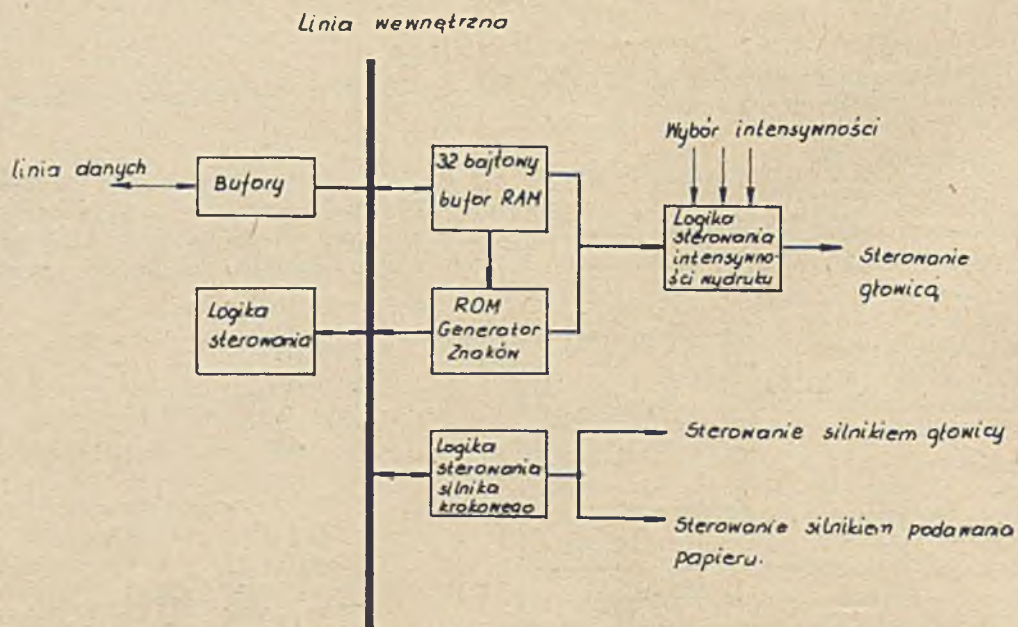 Linia wewnętrzna
linia danych
Bufory
32 bajtowy
bufor RAM
Wybór intensywności
Logika
sterowania
intensywno-
ści wydruku
Sterowanie
głowicą
Logika
sterowania
ROM
Generator
Znaków
Logika
sterowania
silnika
krokowego
Sterowanie silnikiem głowicy
Sterowanie silnikiem podawania
papieru.